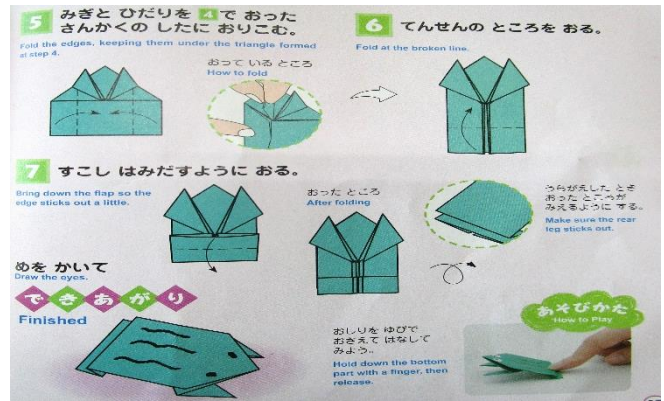 5 みぎと ひだりを 4で おった
さんかくの したに おりこむ。
Fold the edges, keeping them under the triangle formed
at step 4.
おって いる ところ
How to fold
6 てんせんの ところを おる。
Fold at the broken line.
7 すこし はみだすように おる。
Bring down the flap so the
edge sticks out a little.
おった ところ
After folding
うらがえした とき
おった ところが
みえるように する。
Make sure the rear
leg sticks out.
めを かいて
Draw the eyes.
できあがり
Finished
おしりを ゆびで
おさえて はなして
みよう。
Hold down the bottom
part with a finger, then
release.
あそびかた
How to Play